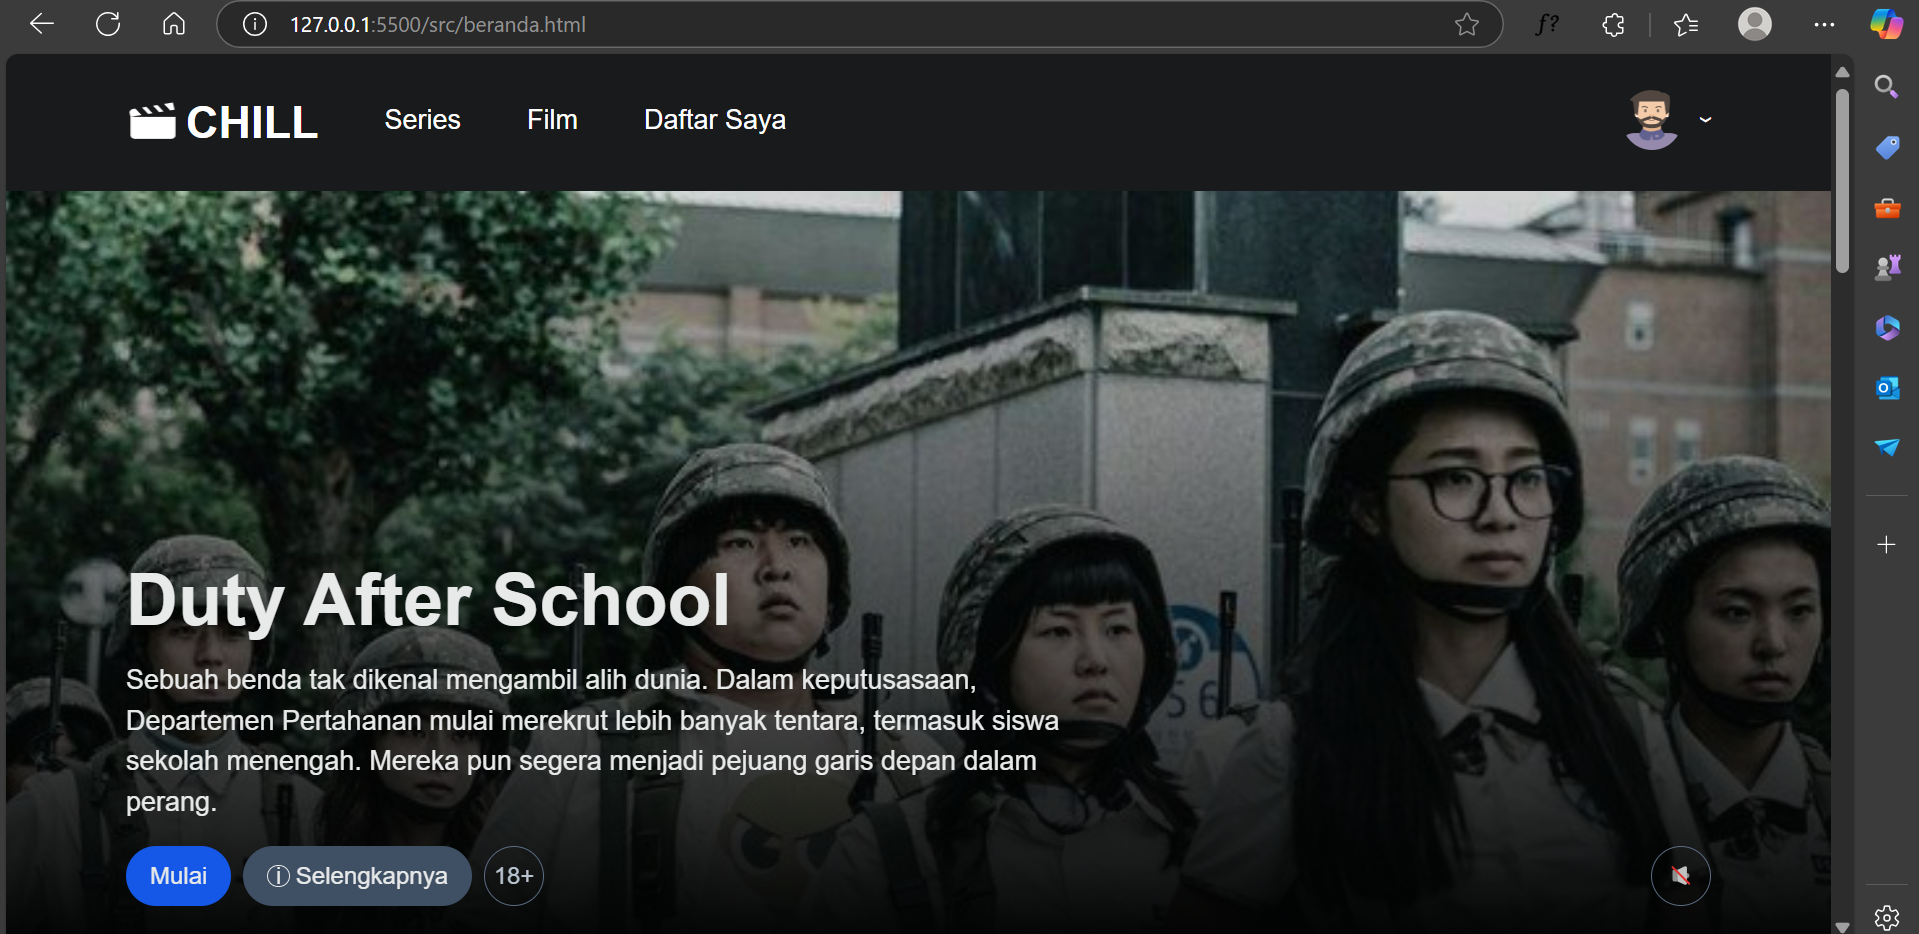 127.0.0.1:5500/src/beranda.html
f?
CHILL
Series
Film
Daftar Saya
56
Duty After School
Sebuah benda tak dikenal mengambil alih dunia. Dalam keputusasaan,
Departemen Pertahanan mulai merekrut lebih banyak tentara, termasuk siswa
sekolah menengah. Mereka pun segera menjadi pejuang garis depan dalam
perang.
Mulai
Selengkapnya
18+